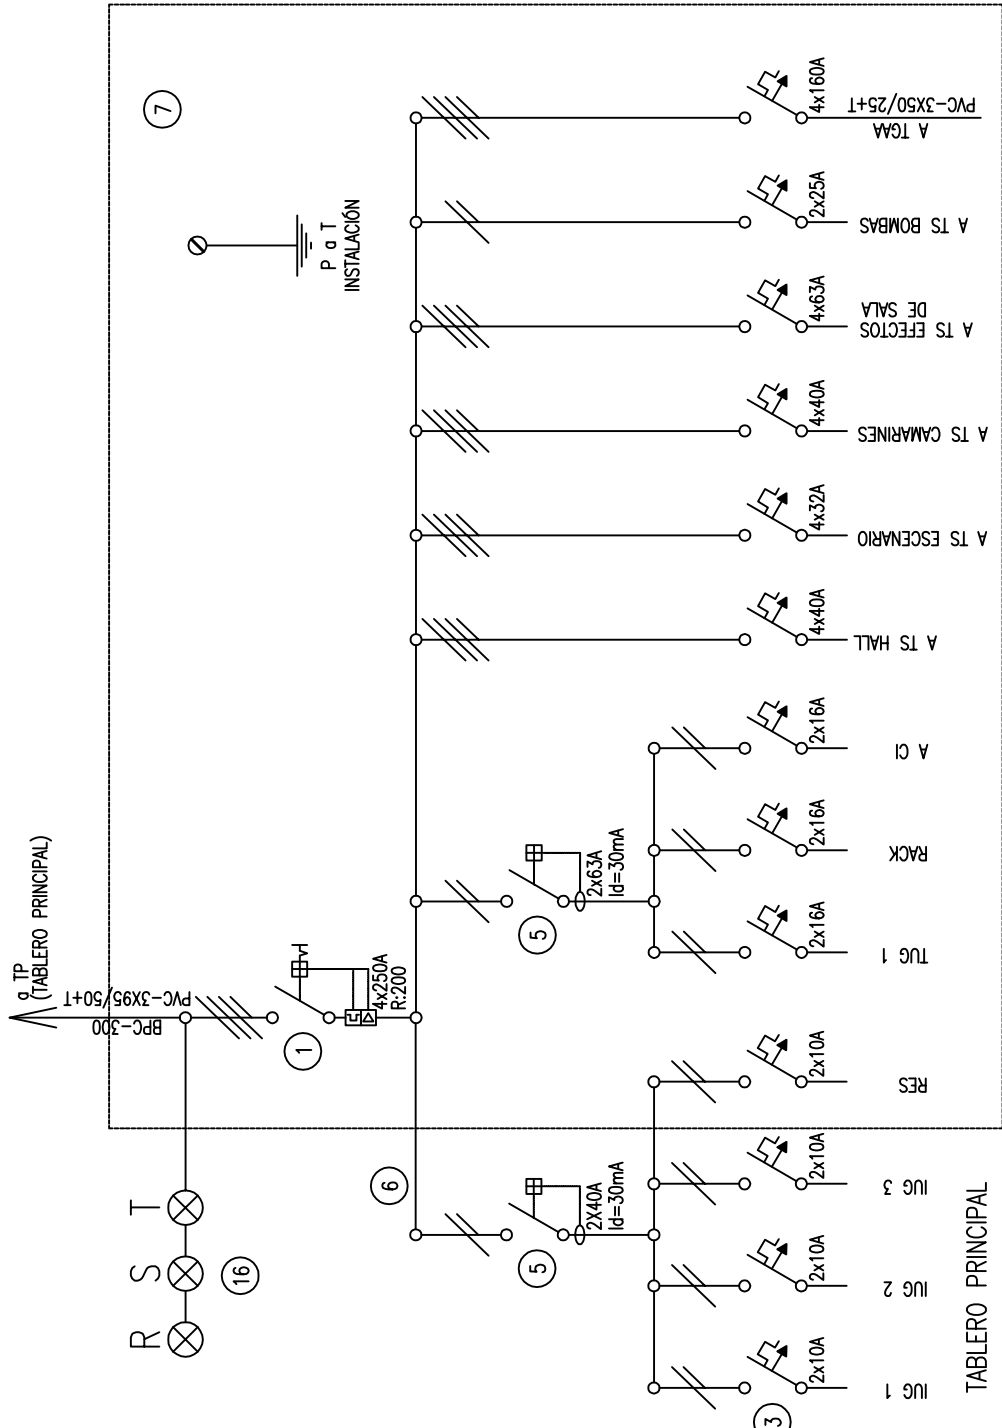 a TP
(TABLERO PRINCIPAL)
BPC-300
PVC-3X95/50+T
7
P a T
INSTALACIÓN
R
S
T
16
1
4x250A
R:200
6
5
2X40A
Id=30mA
5
2x63A
Id=30mA
3
2x10A
IUG 1
2x10A
IUG 2
2x10A
IUG 3
2x10A
RES
2x16A
TUG 1
2x16A
RACK
2x16A
A CI
4x40A
A TS HALL
4x32A
A TS ESCENARIO
4x40A
A TS CAMARINES
4x63A
A TS EFECTOS
DE SALA
2x25A
A TS BOMBAS
4x160A
PVC-3X50/25+T
A TGAA
TABLERO PRINCIPAL